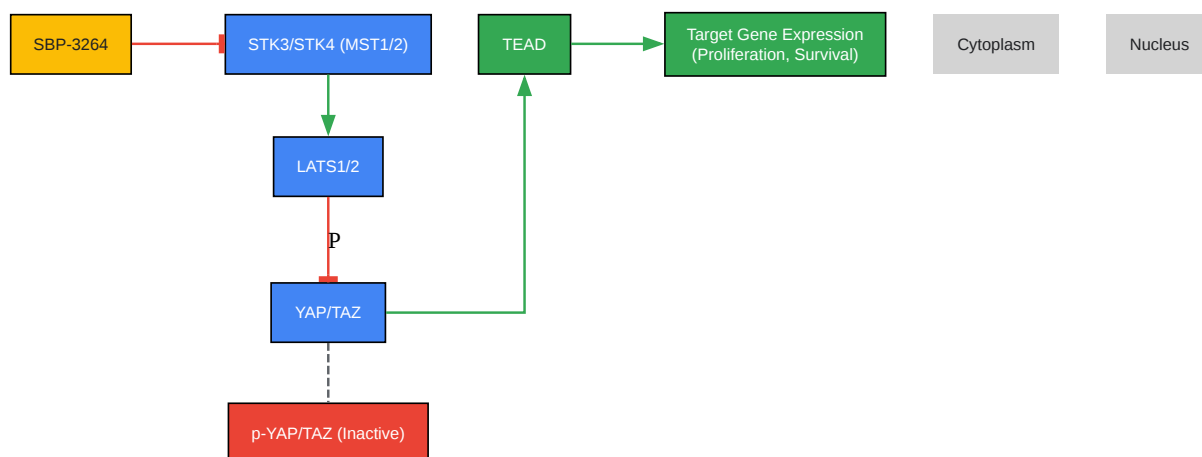 SBP-3264
STK3/STK4 (MST1/2)
TEAD
Target Gene Expression
(Proliferation, Survival)
Cytoplasm
Nucleus
LATS1/2
P
YAP/TAZ
p-YAP/TAZ (Inactive)